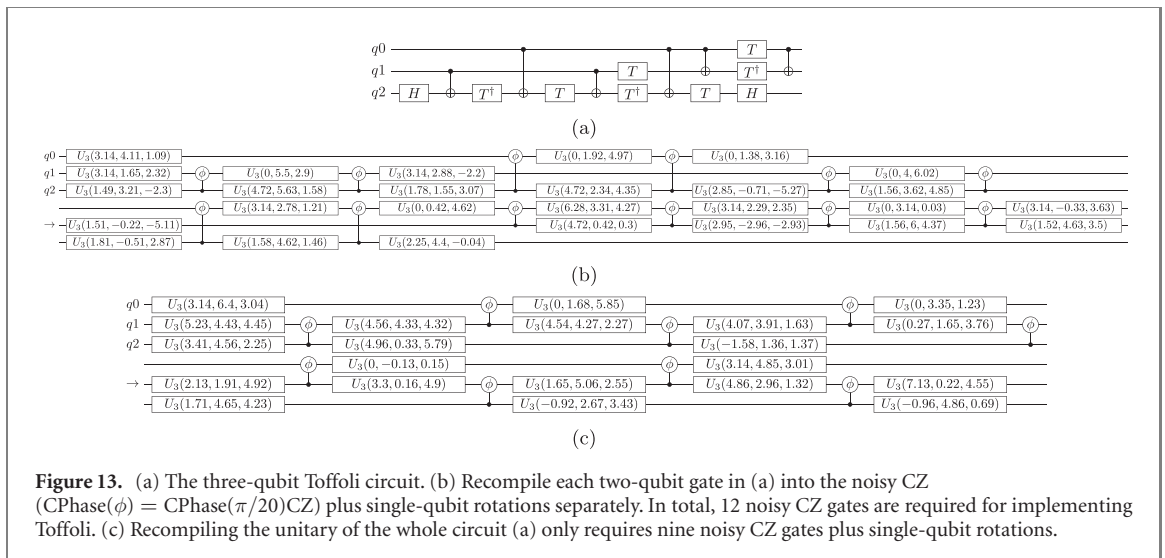 q0 T
q1 T T†
q2 H T† T T† T H
(a)
q0 U₃(3.14, 4.11, 1.09) ϕ U₃(0, 1.92, 4.97) ϕ U₃(0, 1.38, 3.16)
q1 U₃(3.14, 1.65, 2.32) ϕ U₃(0, 5.5, 2.9) ϕ U₃(3.14, 2.88, −2.2) ϕ U₃(0, 4, 6.02) ϕ
q2 U₃(1.49, 3.21, −2.3) U₃(4.72, 5.63, 1.58) U₃(1.78, 1.55, 3.07) U₃(4.72, 2.34, 4.35) U₃(2.85, −0.71, −5.27) U₃(1.56, 3.62, 4.85)
ϕ U₃(3.14, 2.78, 1.21) ϕ U₃(0, 0.42, 4.62) ϕ U₃(6.28, 3.31, 4.27) ϕ U₃(3.14, 2.29, 2.35) ϕ U₃(0, 3.14, 0.03) ϕ U₃(3.14, −0.33, 3.63)
→ U₃(1.51, −0.22, −5.11) U₃(4.72, 0.42, 0.3) U₃(2.95, −2.96, −2.93) U₃(1.56, 6, 4.37) U₃(1.52, 4.63, 3.5)
U₃(1.81, −0.51, 2.87) U₃(1.58, 4.62, 1.46) U₃(2.25, 4.4, −0.04)
(b)
q0 U₃(3.14, 6.4, 3.04) ϕ U₃(0, 1.68, 5.85) ϕ U₃(0, 3.35, 1.23)
q1 U₃(5.23, 4.43, 4.45) ϕ U₃(4.56, 4.33, 4.32) U₃(4.54, 4.27, 2.27) ϕ U₃(4.07, 3.91, 1.63) U₃(0.27, 1.65, 3.76) ϕ
q2 U₃(3.41, 4.56, 2.25) U₃(4.96, 0.33, 5.79) U₃(−1.58, 1.36, 1.37)
ϕ U₃(0, −0.13, 0.15) ϕ U₃(3.14, 4.85, 3.01)
→ U₃(2.13, 1.91, 4.92) U₃(3.3, 0.16, 4.9) ϕ U₃(1.65, 5.06, 2.55) U₃(4.86, 2.96, 1.32) ϕ U₃(7.13, 0.22, 4.55)
U₃(1.71, 4.65, 4.23) U₃(−0.92, 2.67, 3.43) U₃(−0.96, 4.86, 0.69)
(c)
Figure 13. (a) The three-qubit Toffoli circuit. (b) Recompile each two-qubit gate in (a) into the noisy CZ
(CPhase(ϕ) = CPhase(π/20)CZ) plus single-qubit rotations separately. In total, 12 noisy CZ gates are required for implementing
Toffoli. (c) Recompiling the unitary of the whole circuit (a) only requires nine noisy CZ gates plus single-qubit rotations.